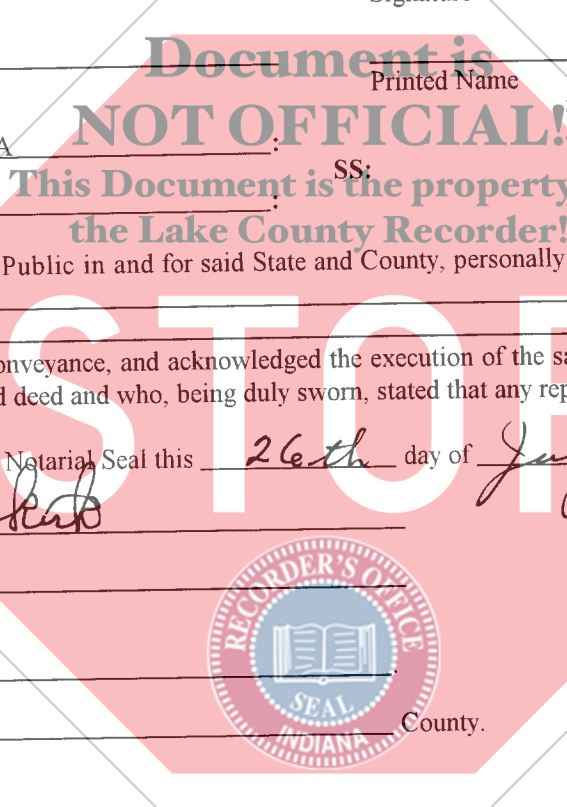 Signature
Document is
Printed Name
NOT OFFICIAL!
A :
SS:
This Document is the property
:
the Lake County Recorder!
Public in and for said State and County, personally
STOP
onveyance, and acknowledged the execution of the sa
d deed and who, being duly sworn, stated that any rep
Notarial Seal this 26th day of Ju
RECORDER'S OFFICE
SEAL
INDIANA
County.